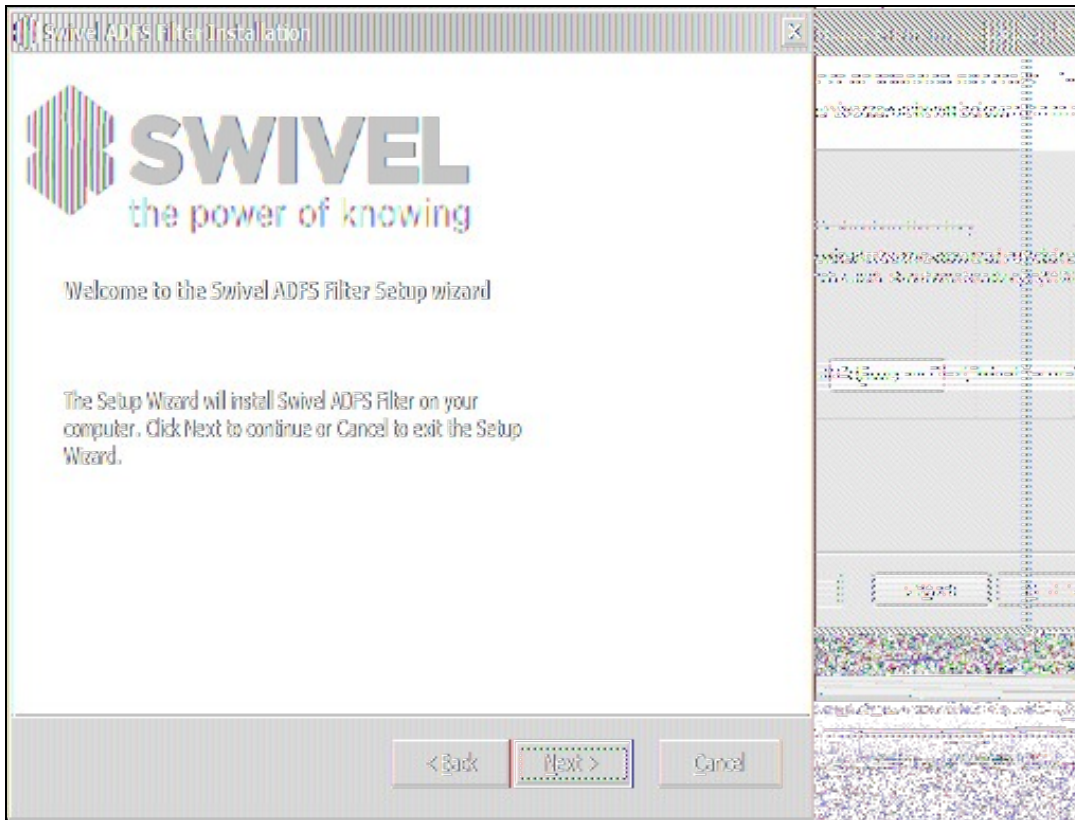 Swivel ADFS Filter Installation
SWIVEL
the power of knowing
Welcome to the Swivel ADFS Filter Setup wizard
The Setup Wizard will install Swivel ADFS Filter on your
computer. Click Next to continue or Cancel to exit the Setup
Wizard.
< Back
Next >
Cancel